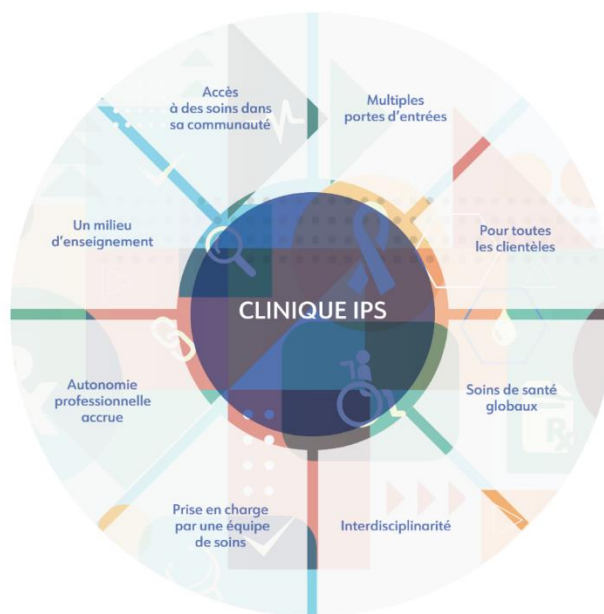 Accès
à des soins dans
sa communauté
Multiples
portes d'entrées
Un milieu
d'enseignement
Pour toutes
les clientèles
CLINIQUE IPS
Autonomie
professionnelle
accrue
Soins de santé
globaux
Rx
Prise en charge
par une équipe
de soins
Interdisciplinarité